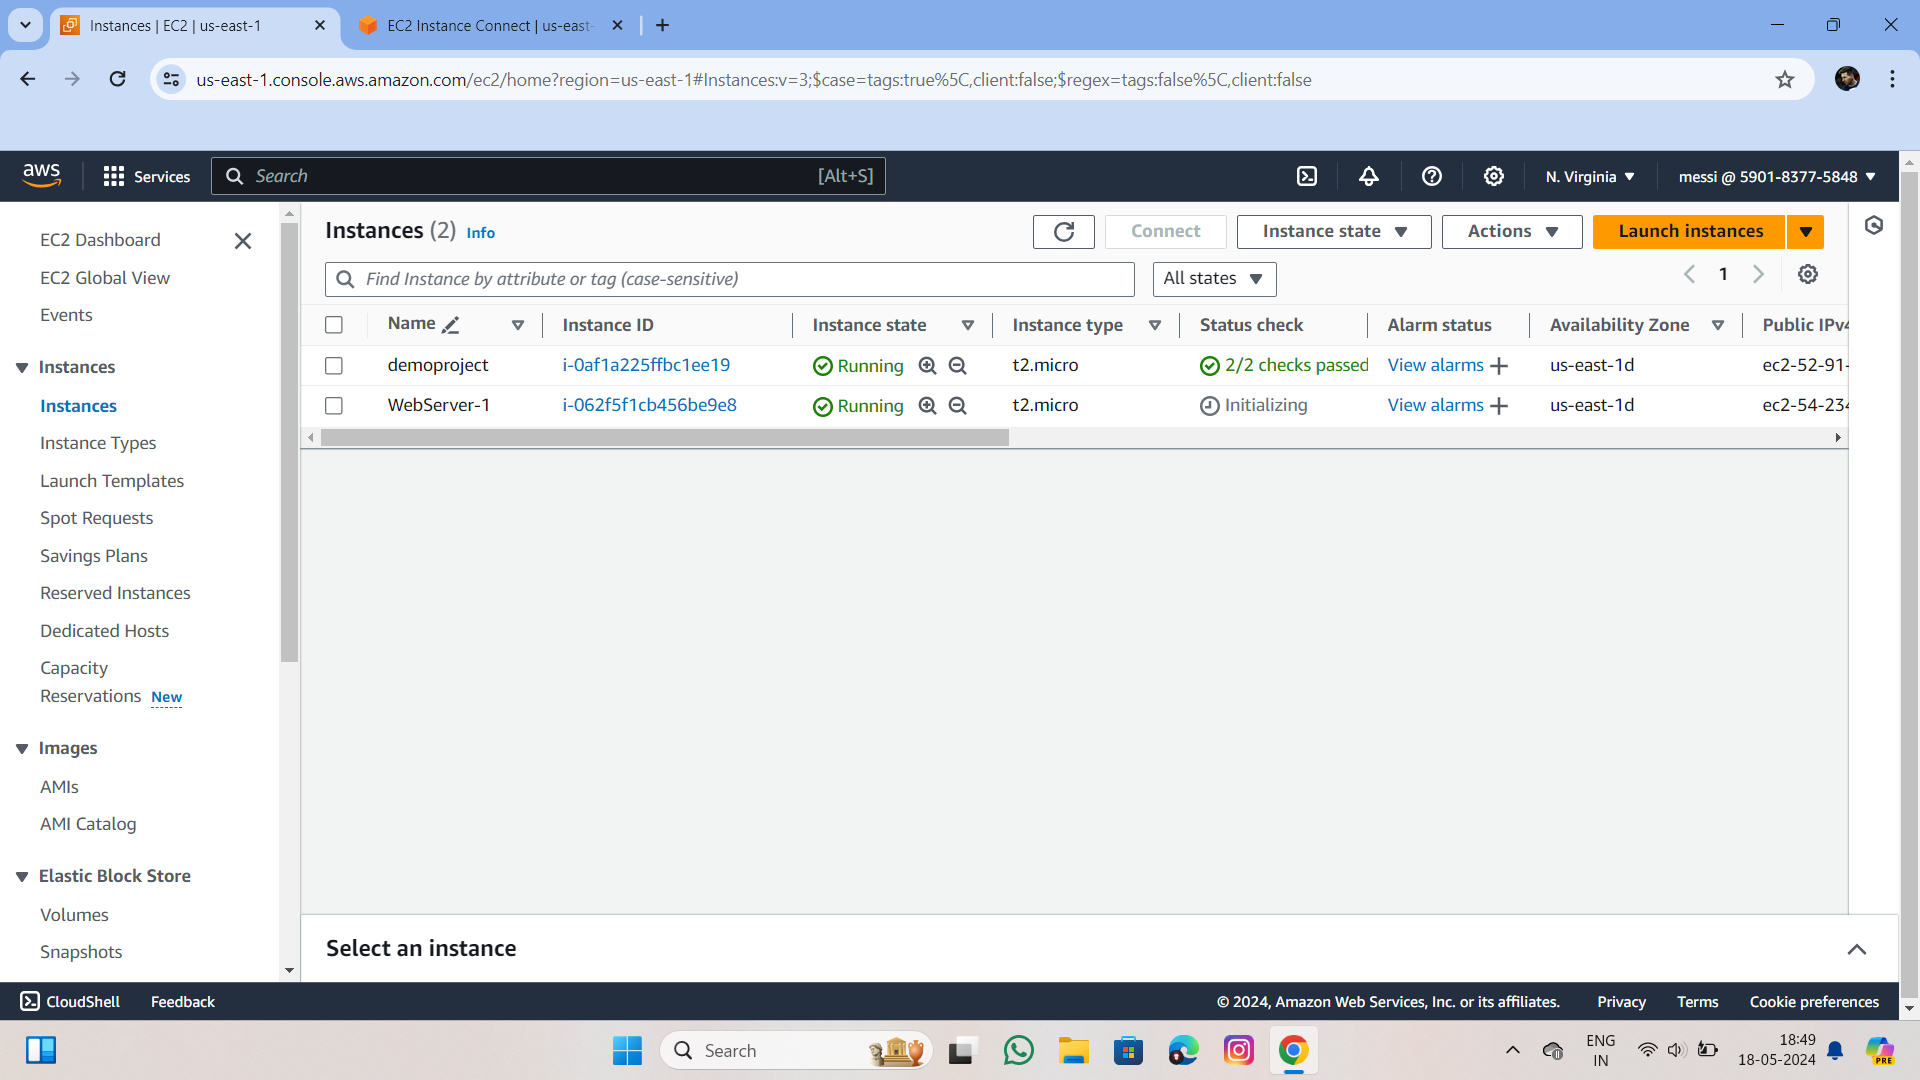 Instances | EC2 | us-east-1
EC2 Instance Connect | us-east-
us-east-1.console.aws.amazon.com/ec2/home?region=us-east-1#Instances:v=3;$case=tags:true%5C,client:false;$regex=tags:false%5C,client:false
aws
Services
Search
[Alt+S]
N. Virginia
messi @ 5901-8377-5848
EC2 Dashboard
EC2 Global View
Events
Instances
Instances
Instance Types
Launch Templates
Spot Requests
Savings Plans
Reserved Instances
Dedicated Hosts
Capacity
Reservations New
Images
AMIs
AMI Catalog
Elastic Block Store
Volumes
Snapshots
Instances (2) Info
Connect
Instance state
Actions
Launch instances
Find Instance by attribute or tag (case-sensitive)
All states
1
Name Instance ID Instance state Instance type Status check Alarm status Availability Zone Public IPv4
demoproject i-0af1a225ffbc1ee19 Running t2.micro 2/2 checks passed View alarms us-east-1d ec2-52-91-
WebServer-1 i-062f5f1cb456be9e8 Running t2.micro Initializing View alarms us-east-1d ec2-54-234
Select an instance
CloudShell Feedback © 2024, Amazon Web Services, Inc. or its affiliates. Privacy Terms Cookie preferences
Search
ENG
IN
18:49
18-05-2024
PRE